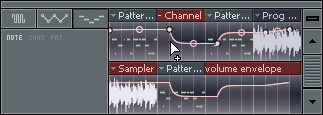 Patter... - Channel Patter... Prog ...
NOTE CHAN PAT
Sampler Patter... volume envelope